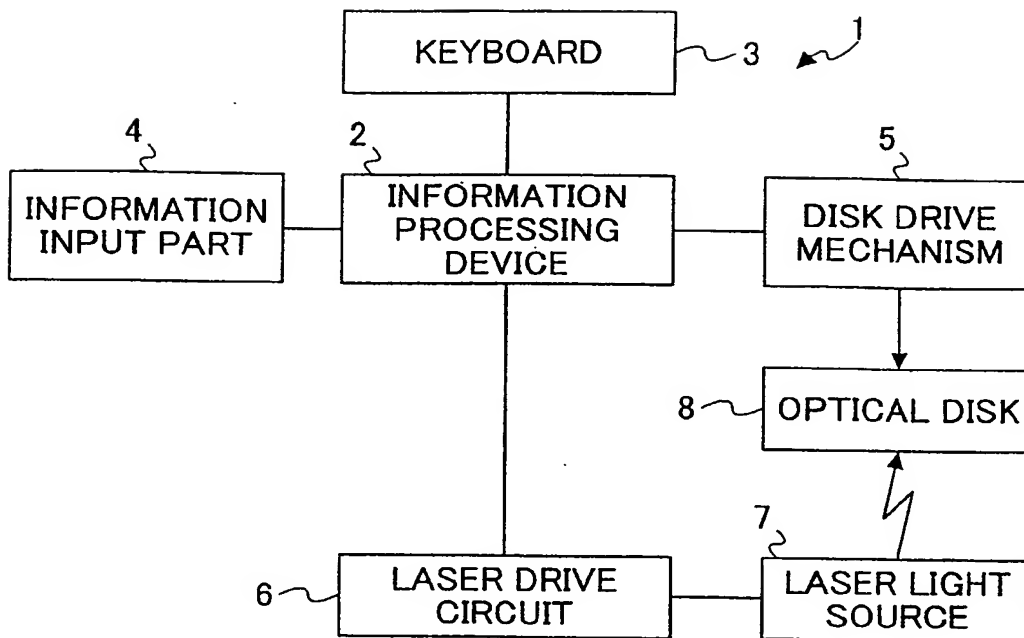 KEYBOARD
3
1
4
2
5
INFORMATION
INPUT PART
INFORMATION
PROCESSING
DEVICE
DISK DRIVE
MECHANISM
8
OPTICAL DISK
7
6
LASER DRIVE
CIRCUIT
LASER LIGHT
SOURCE